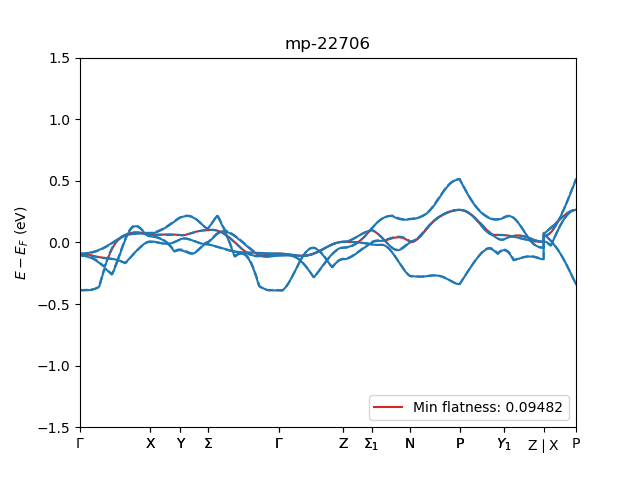 mp-22706
E − E_F (eV)
1.5
1.0
0.5
0.0
−0.5
−1.0
−1.5
Min flatness: 0.09482
Γ X Y Σ Γ Z Σ₁ N P Y₁ Z | X P